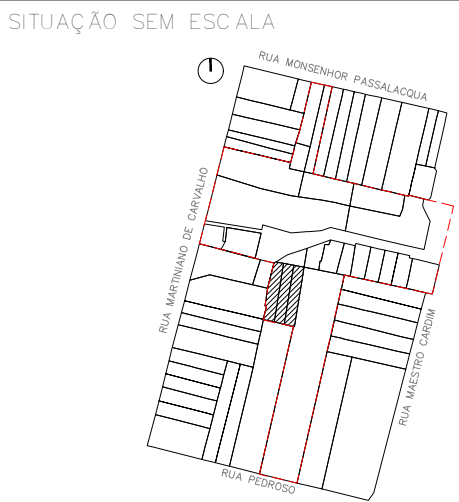 SITUAÇÃO SEM ESCALA
RUA MONSENHOR PASSALACQUA
RUA MARTINIANO DE CARVALHO
RUA MAESTRO CARDIM
RUA PEDROSO